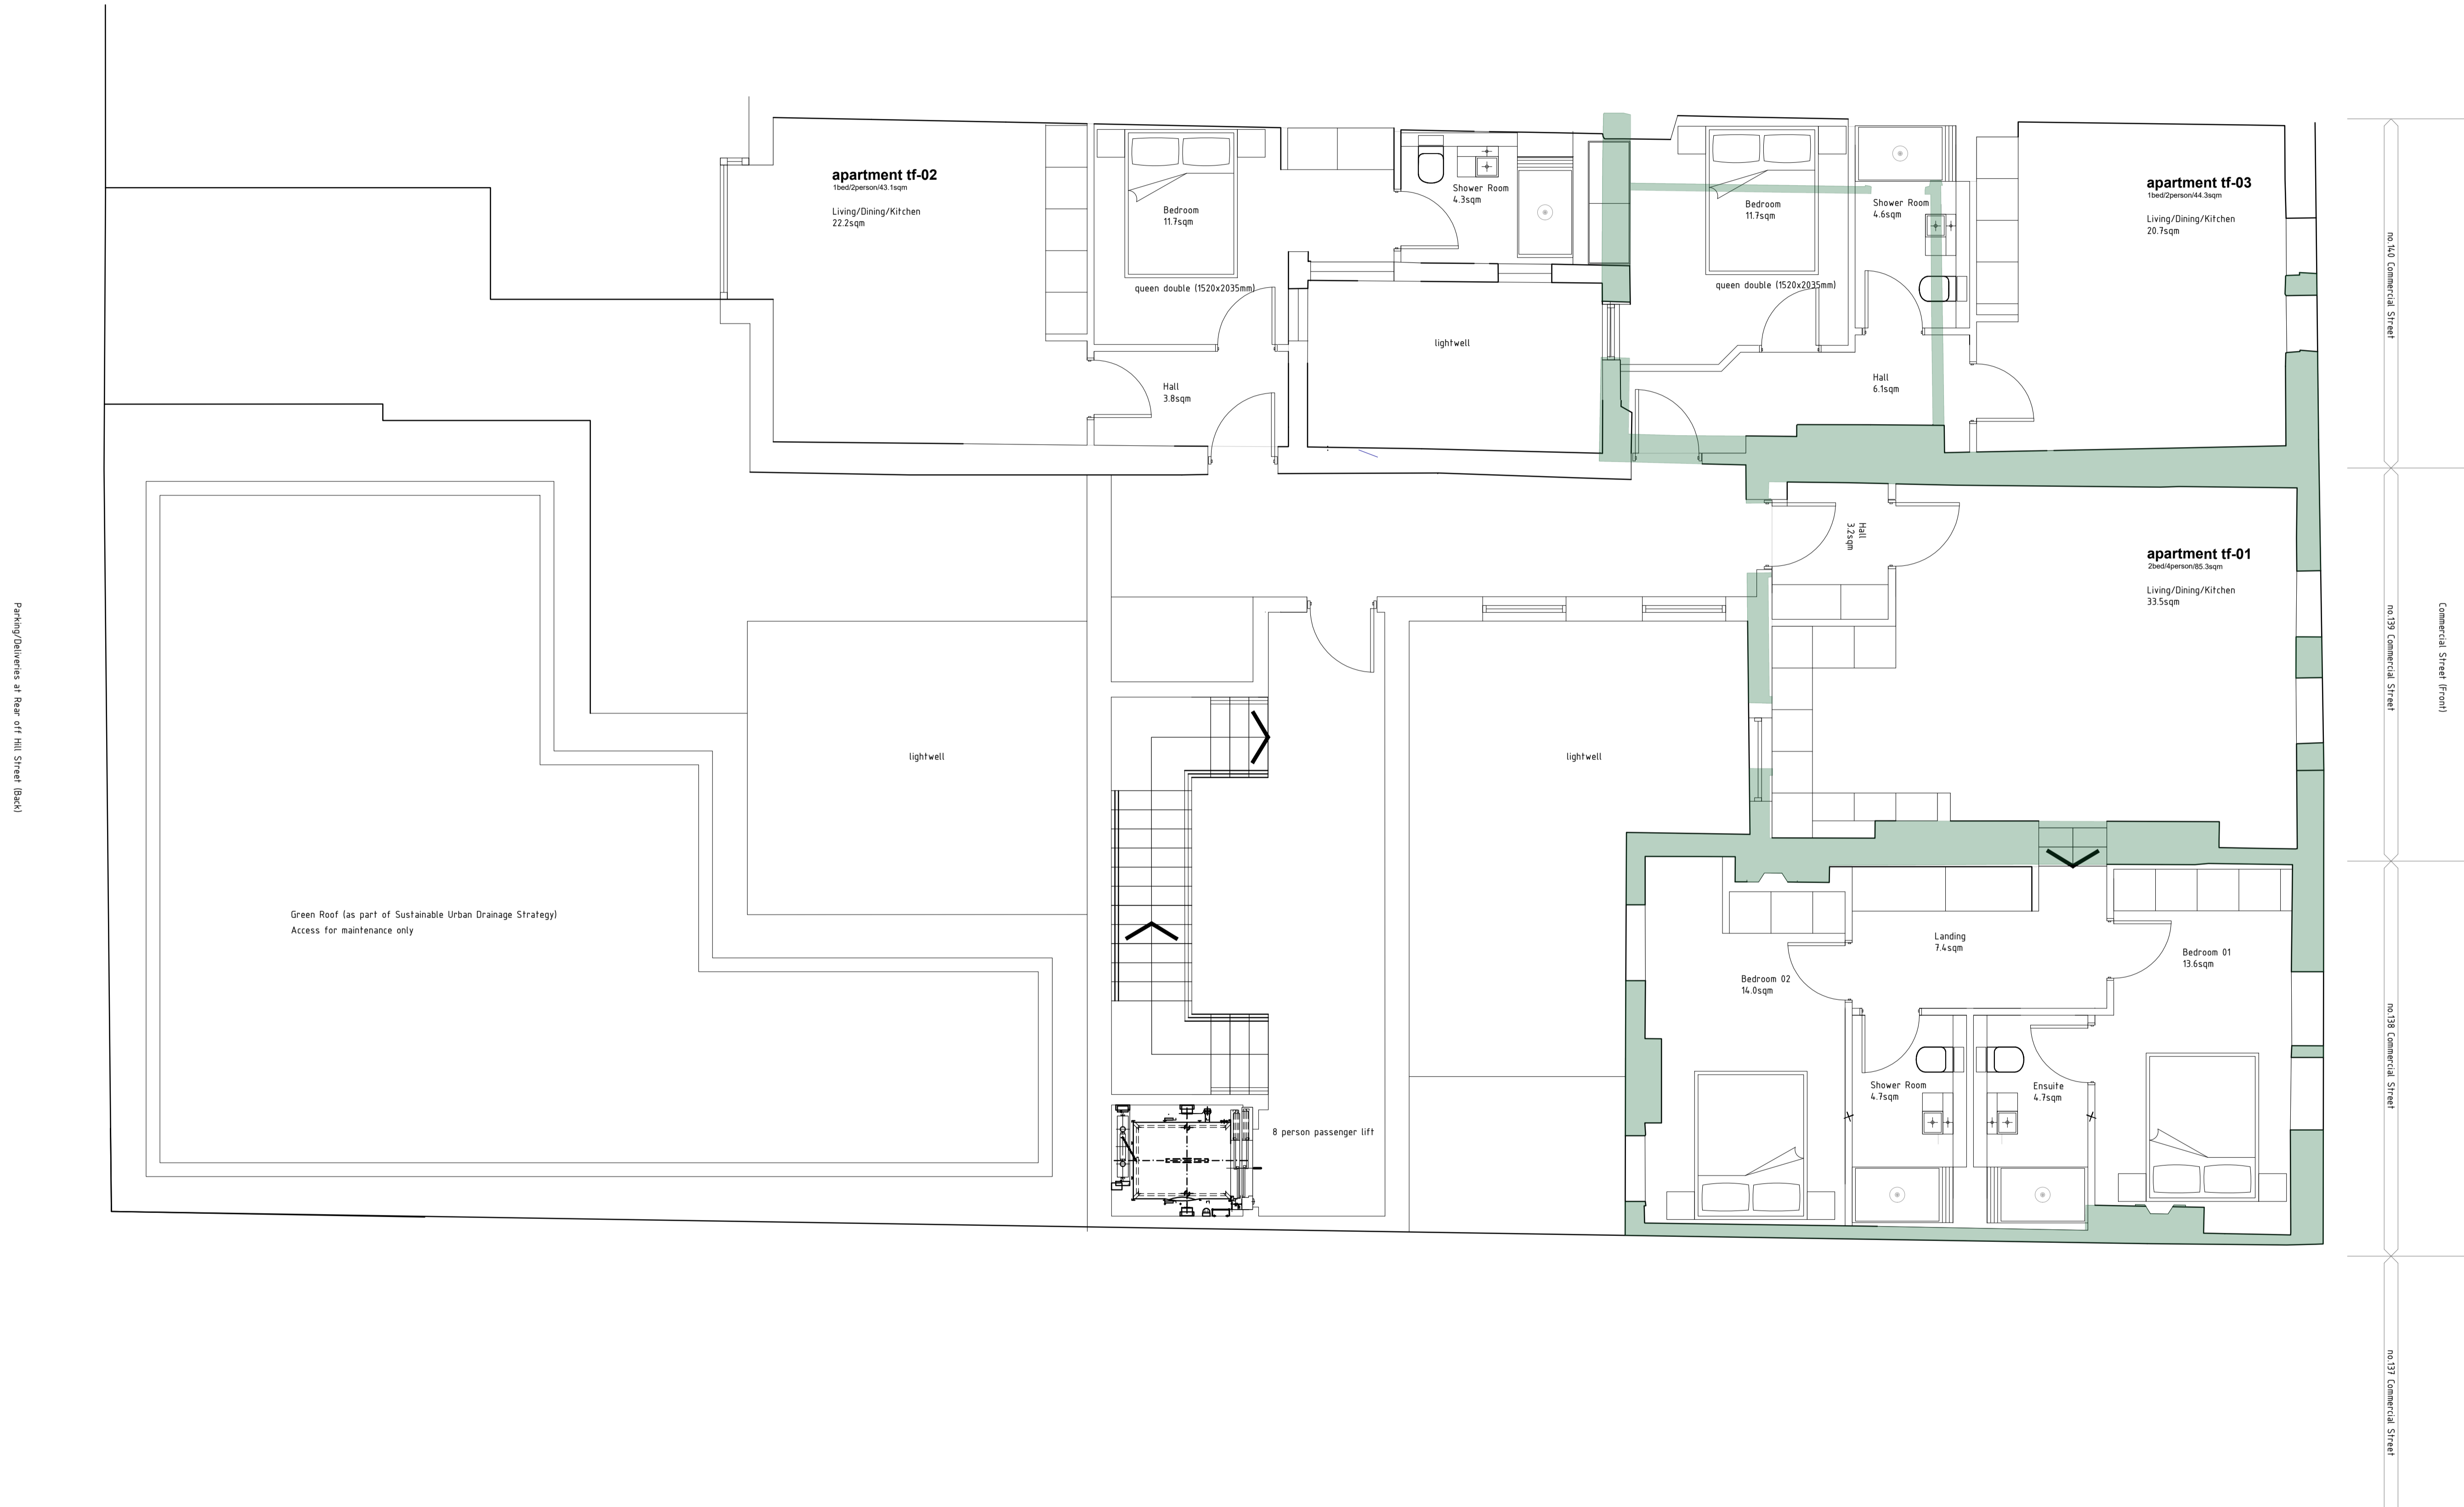 apartment tf-02
1bed/2person/43.1sqm
Living/Dining/Kitchen
22.2sqm
Bedroom
11.7sqm
queen double (1520x2035mm)
Hall
3.8sqm
Shower Room
4.3sqm
lightwell
Bedroom
11.7sqm
queen double (1520x2035mm)
Shower Room
4.6sqm
Hall
6.1sqm
apartment tf-03
1bed/2person/44.3sqm
Living/Dining/Kitchen
20.7sqm
no.140 Commercial Street
Hall
3.2sqm
apartment tf-01
2bed/4person/85.3sqm
Living/Dining/Kitchen
33.5sqm
no.139 Commercial Street
Commercial Street (Front)
Parking/Deliveries at Rear off Hill Street (Back)
lightwell
lightwell
Green Roof (as part of Sustainable Urban Drainage Strategy)
Access for maintenance only
Landing
7.4sqm
Bedroom 01
13.6sqm
Bedroom 02
14.0sqm
Shower Room
4.7sqm
Ensuite
4.7sqm
8 person passenger lift
no.138 Commercial Street
no.137 Commercial Street